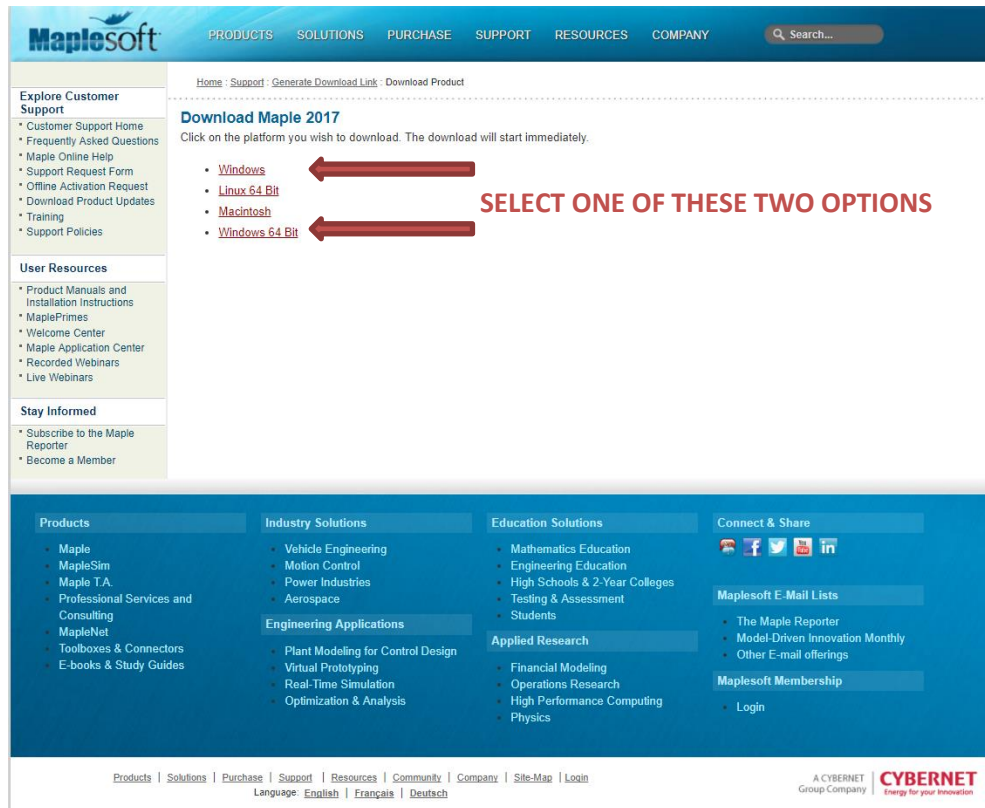 Maplesoft
PRODUCTS SOLUTIONS PURCHASE SUPPORT RESOURCES COMPANY Search...
Home : Support : Generate Download Link : Download Product
Explore Customer
Support
Customer Support Home
Frequently Asked Questions
Maple Online Help
Support Request Form
Offline Activation Request
Download Product Updates
Training
Support Policies
User Resources
Product Manuals and
Installation Instructions
MaplePrimes
Welcome Center
Maple Application Center
Recorded Webinars
Live Webinars
Stay Informed
Subscribe to the Maple
Reporter
Become a Member
Download Maple 2017
Click on the platform you wish to download. The download will start immediately.
Windows
Linux 64 Bit
Macintosh
Windows 64 Bit
SELECT ONE OF THESE TWO OPTIONS
Products
Maple
MapleSim
Maple T.A.
Professional Services and
Consulting
MapleNet
Toolboxes & Connectors
E-books & Study Guides
Industry Solutions
Vehicle Engineering
Motion Control
Power Industries
Aerospace
Engineering Applications
Plant Modeling for Control Design
Virtual Prototyping
Real-Time Simulation
Optimization & Analysis
Education Solutions
Mathematics Education
Engineering Education
High Schools & 2-Year Colleges
Testing & Assessment
Students
Applied Research
Financial Modeling
Operations Research
High Performance Computing
Physics
Connect & Share
Maplesoft E-Mail Lists
The Maple Reporter
Model-Driven Innovation Monthly
Other E-mail offerings
Maplesoft Membership
Login
Products | Solutions | Purchase | Support | Resources | Community | Company | Site-Map | Login
Language: English | Français | Deutsch
A CYBERNET
Group Company
CYBERNET
Energy for your Innovation